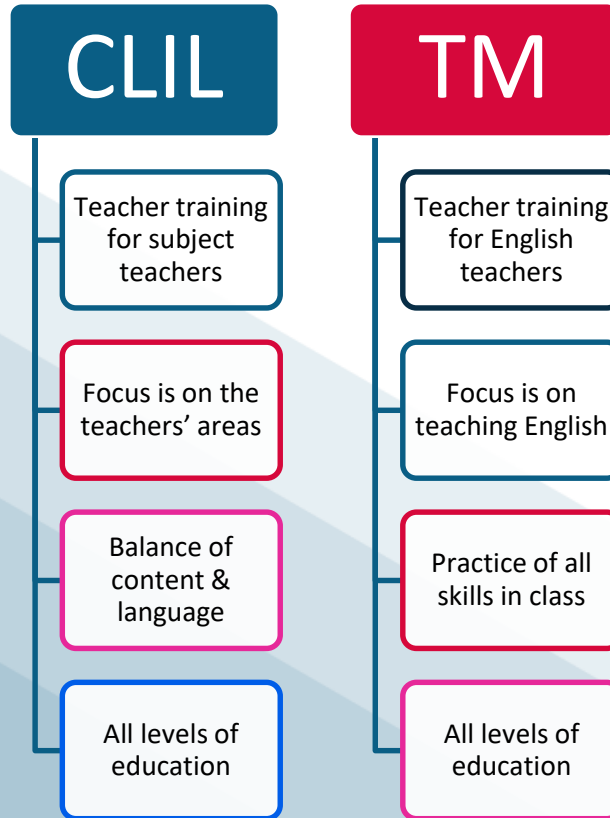 CLIL
Teacher training
for subject
teachers
Focus is on the
teachers’ areas
Balance of
content &
language
All levels of
education
TM
Teacher training
for English
teachers
Focus is on
teaching English
Practice of all
skills in class
All levels of
education